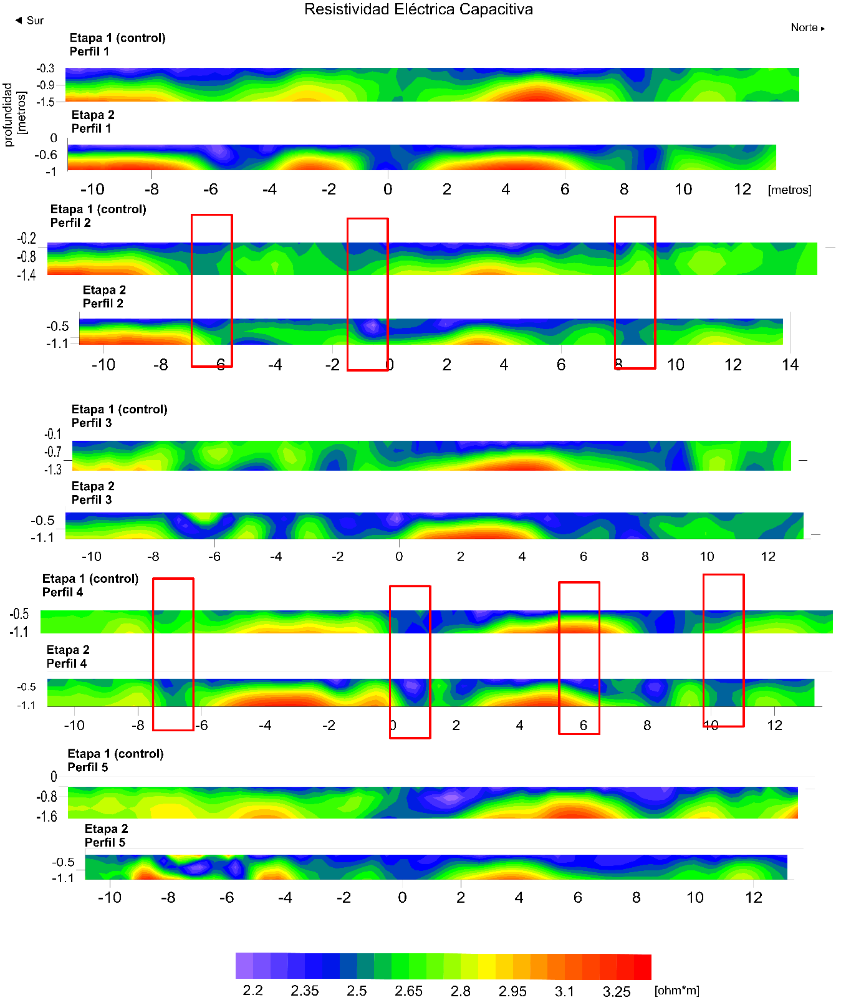 Resistividad Eléctrica Capacitiva
◄ Sur
Norte ►
Etapa 1 (control)
Perfil 1
profundidad
[metros]
-0.3
-0.9
-1.5
Etapa 2
Perfil 1
0
-0.6
-1
-10 -8 -6 -4 -2 0 2 4 6 8 10 12 [metros]
Etapa 1 (control)
Perfil 2
-0.2
-0.8
-1.4
Etapa 2
Perfil 2
-0.5
-1.1
-10 -8 -6 -4 -2 0 2 4 6 8 10 12 14
Etapa 1 (control)
Perfil 3
-0.1
-0.7
-1.3
Etapa 2
Perfil 3
-0.5
-1.1
-10 -8 -6 -4 -2 0 2 4 6 8 10 12
Etapa 1 (control)
Perfil 4
-0.5
-1.1
Etapa 2
Perfil 4
-0.5
-1.1
-10 -8 -6 -4 -2 0 2 4 6 8 10 12
Etapa 1 (control)
Perfil 5
0
-0.8
-1.6
Etapa 2
Perfil 5
-0.5
-1.1
-10 -8 -6 -4 -2 0 2 4 6 8 10 12
2.2 2.35 2.5 2.65 2.8 2.95 3.1 3.25 [ohm*m]